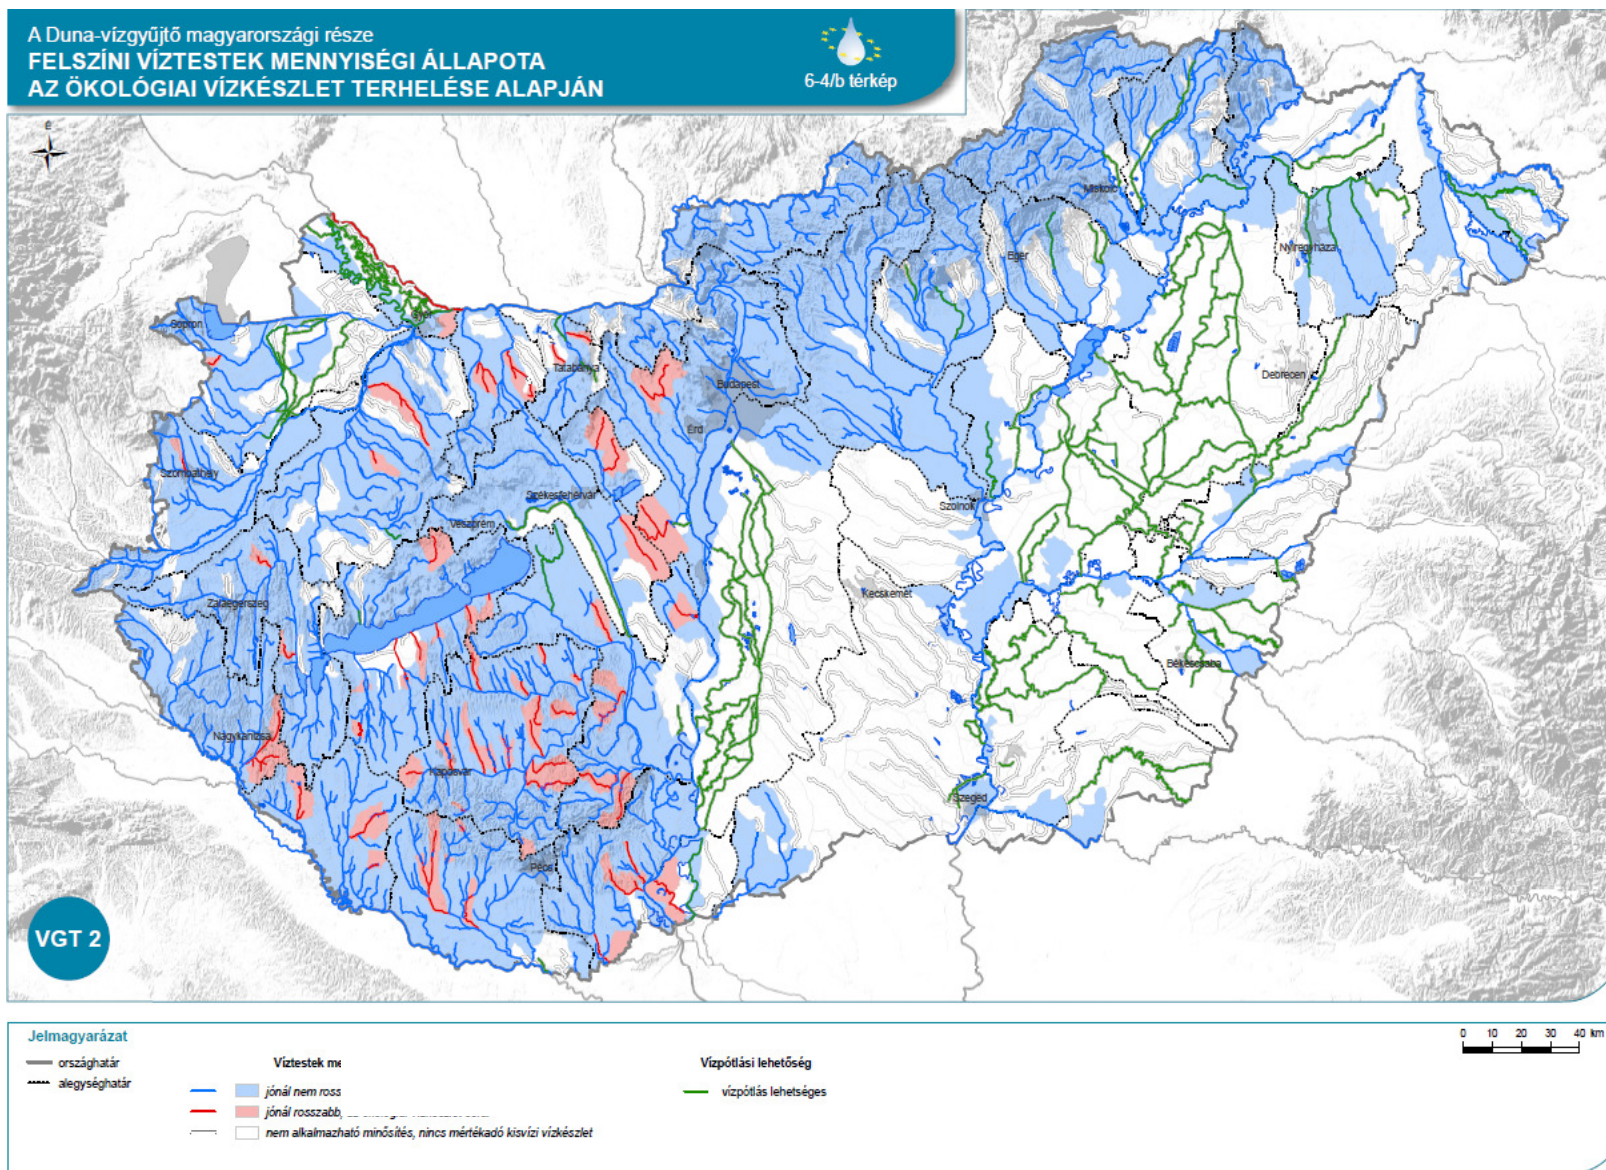 A Duna-vízgyűjtő magyarországi része
FELSZÍNI VÍZTESTEK MENNYISÉGI ÁLLAPOTA
AZ ÖKOLÓGIAI VÍZKÉSZLET TERHELÉSE ALAPJÁN
6-4/b térkép
É
Miskolc
Nyíregyháza
Eger
Sopron
Győr
Tatabánya
Budapest
Debrecen
Érd
Szombathely
Székesfehérvár
Szolnok
Veszprém
Zalaegerszeg
Kecskemét
Békéscsaba
Nagykanizsa
Kaposvár
Szeged
Pécs
VGT 2
Jelmagyarázat
országhatár
alegységhatár
Víztestek
jónál nem
jónál rosszabb,
nem alkalmazható minősítés, nincs mértékadó kisvízi vízkészlet
Vízpótlási lehetőség
vízpótlás lehetséges
0 10 20 30 40 km